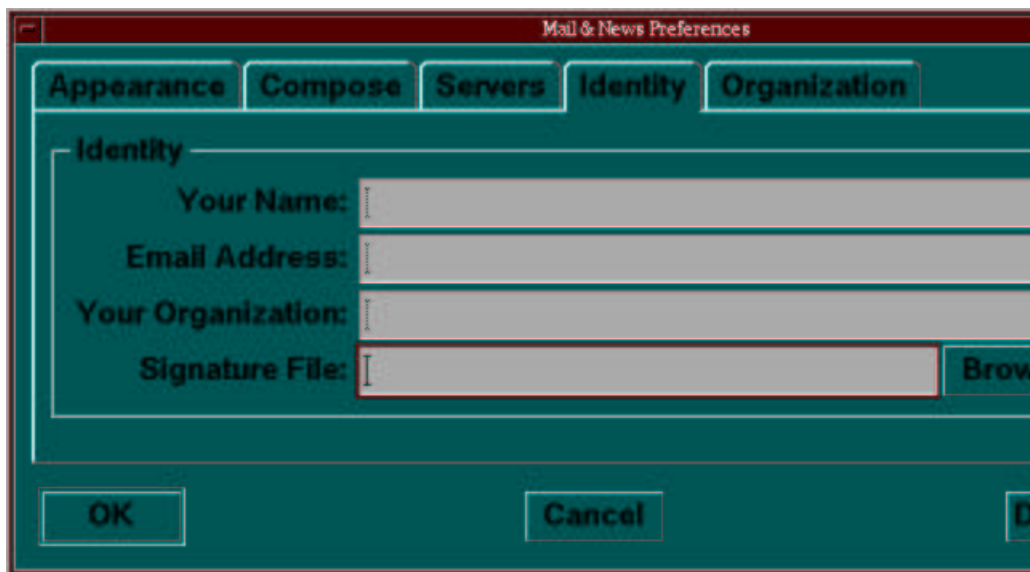 Mail & News Preferences
Appearance Compose Servers Identity Organization
Identity
Your Name:
Email Address:
Your Organization:
Signature File: Brow
OK Cancel D